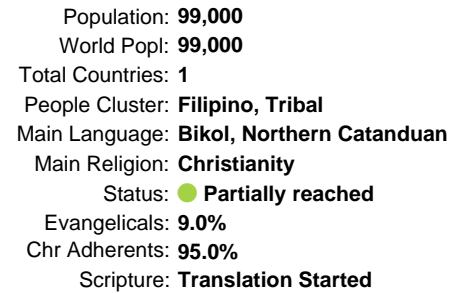 Population: 99,000
World Popl: 99,000
Total Countries: 1
People Cluster: Filipino, Tribal
Main Language: Bikol, Northern Catanduan
Main Religion: Christianity
Status: Partially reached
Evangelicals: 9.0%
Chr Adherents: 95.0%
Scripture: Translation Started